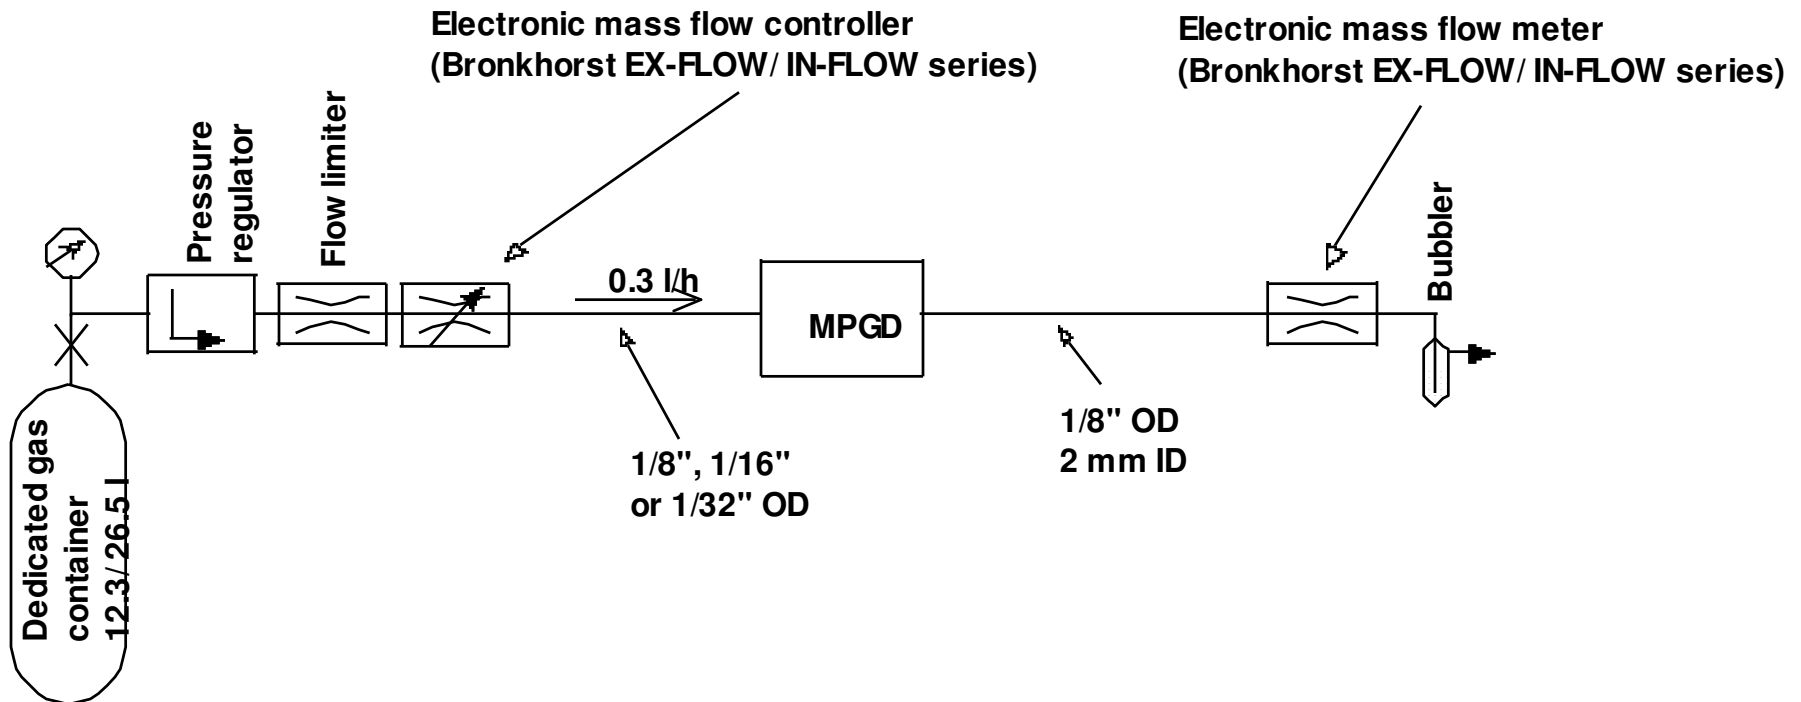 Electronic mass flow controller
(Bronkhorst EX-FLOW/ IN-FLOW series)
Electronic mass flow meter
(Bronkhorst EX-FLOW/ IN-FLOW series)
Pressure
regulator
Flow limiter
Bubbler
0.3 l/h
MPGD
1/8", 1/16"
or 1/32" OD
1/8" OD
2 mm ID
Dedicated gas
container
12.3/ 26.5 l